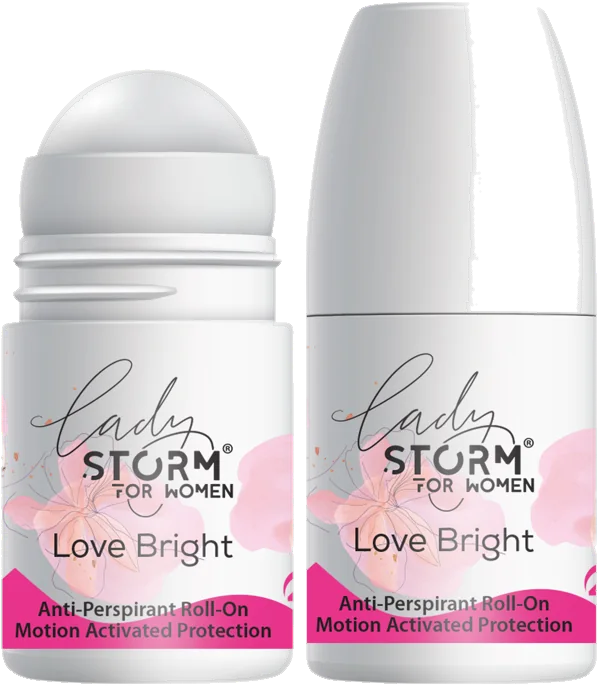 Lady
STORM®
FOR WOMEN
Love Bright
Anti-Perspirant Roll-On
Motion Activated Protection
Lady
STORM®
FOR WOMEN
Love Bright
Anti-Perspirant Roll-On
Motion Activated Protection